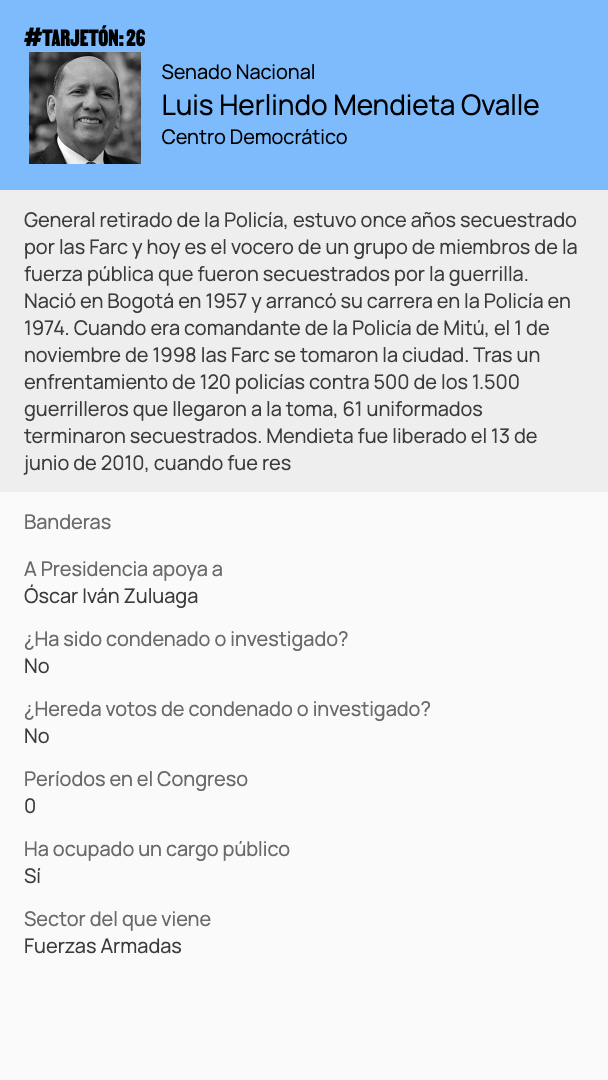 #TARJETÓN: 26
Senado Nacional
Luis Herlindo Mendieta Ovalle
Centro Democrático
General retirado de la Policía, estuvo once años secuestrado
por las Farc y hoy es el vocero de un grupo de miembros de la
fuerza pública que fueron secuestrados por la guerrilla.
Nació en Bogotá en 1957 y arrancó su carrera en la Policía en
1974. Cuando era comandante de la Policía de Mitú, el 1 de
noviembre de 1998 las Farc se tomaron la ciudad. Tras un
enfrentamiento de 120 policías contra 500 de los 1.500
guerrilleros que llegaron a la toma, 61 uniformados
terminaron secuestrados. Mendieta fue liberado el 13 de
junio de 2010, cuando fue res
Banderas
A Presidencia apoya a
Óscar Iván Zuluaga
¿Ha sido condenado o investigado?
No
¿Hereda votos de condenado o investigado?
No
Períodos en el Congreso
0
Ha ocupado un cargo público
Sí
Sector del que viene
Fuerzas Armadas